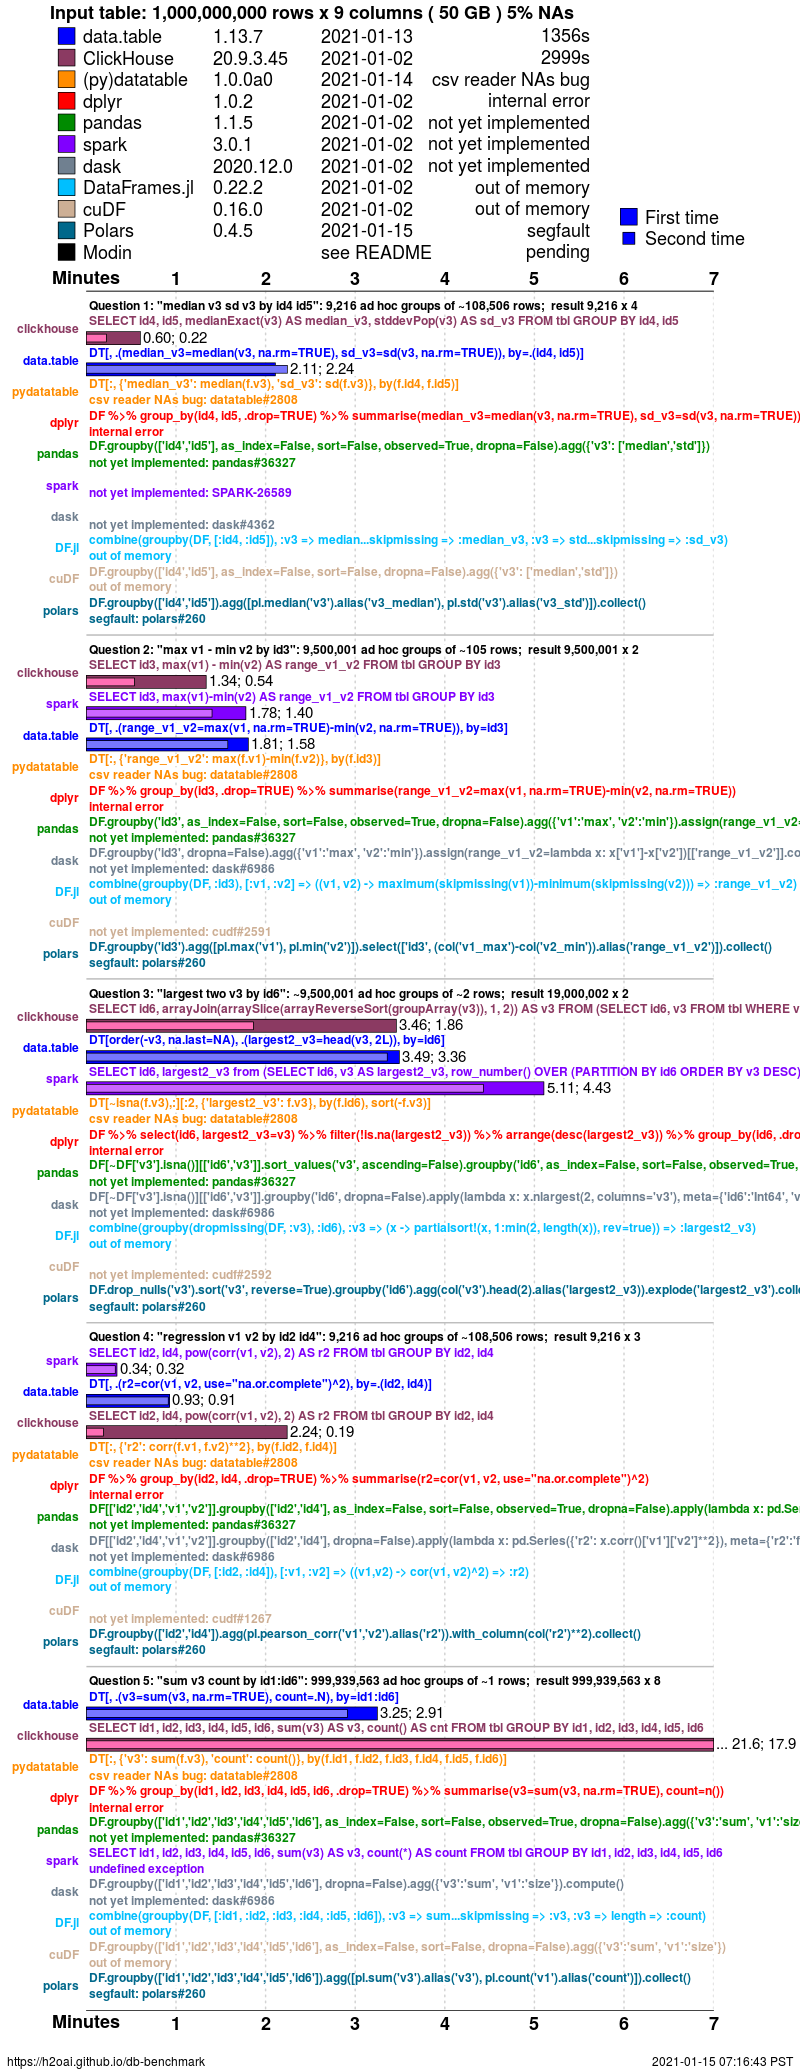 Input table: 1,000,000,000 rows x 9 columns ( 50 GB ) 5% NAs
data.table 1.13.7 2021-01-13 1356s
ClickHouse 20.9.3.45 2021-01-02 2999s
(py)datatable 1.0.0a0 2021-01-14 csv reader NAs bug
dplyr 1.0.2 2021-01-02 internal error
pandas 1.1.5 2021-01-02 not yet implemented
spark 3.0.1 2021-01-02 not yet implemented
dask 2020.12.0 2021-01-02 not yet implemented
DataFrames.jl 0.22.2 2021-01-02 out of memory
cuDF 0.16.0 2021-01-02 out of memory
Polars 0.4.5 2021-01-15 segfault
Modin see README pending
First time
Second time
Minutes 1 2 3 4 5 6 7
Question 1: "median v3 sd v3 by id4 id5": 9,216 ad hoc groups of ~108,506 rows; result 9,216 x 4
SELECT id4, id5, medianExact(v3) AS median_v3, stddevPop(v3) AS sd_v3 FROM tbl GROUP BY id4, id5
clickhouse 0.60; 0.22
DT[, .(median_v3=median(v3, na.rm=TRUE), sd_v3=sd(v3, na.rm=TRUE)), by=.(id4, id5)]
data.table 2.11; 2.24
DT[:, {'median_v3': median(f.v3), 'sd_v3': sd(f.v3)}, by(f.id4, f.id5)]
pydatatable csv reader NAs bug: datatable#2808
DF %>% group_by(id4, id5, .drop=TRUE) %>% summarise(median_v3=median(v3, na.rm=TRUE), sd_v3=sd(v3, na.rm=TRUE))
dplyr internal error
DF.groupby(['id4','id5'], as_index=False, sort=False, observed=True, dropna=False).agg({'v3': ['median','std']})
pandas not yet implemented: pandas#36327
spark not yet implemented: SPARK-26589
dask not yet implemented: dask#4362
combine(groupby(DF, [:id4, :id5]), :v3 => median...skipmissing => :median_v3, :v3 => std...skipmissing => :sd_v3)
DF.jl out of memory
DF.groupby(['id4','id5'], as_index=False, sort=False, dropna=False).agg({'v3': ['median','std']})
cuDF out of memory
DF.groupby(['id4','id5']).agg([pl.median('v3').alias('v3_median'), pl.std('v3').alias('v3_std')]).collect()
polars segfault: polars#260
Question 2: "max v1 - min v2 by id3": 9,500,001 ad hoc groups of ~105 rows; result 9,500,001 x 2
SELECT id3, max(v1) - min(v2) AS range_v1_v2 FROM tbl GROUP BY id3
clickhouse 1.34; 0.54
SELECT id3, max(v1)-min(v2) AS range_v1_v2 FROM tbl GROUP BY id3
spark 1.78; 1.40
DT[, .(range_v1_v2=max(v1, na.rm=TRUE)-min(v2, na.rm=TRUE)), by=id3]
data.table 1.81; 1.58
DT[:, {'range_v1_v2': max(f.v1)-min(f.v2)}, by(f.id3)]
pydatatable csv reader NAs bug: datatable#2808
DF %>% group_by(id3, .drop=TRUE) %>% summarise(range_v1_v2=max(v1, na.rm=TRUE)-min(v2, na.rm=TRUE))
dplyr internal error
DF.groupby('id3', as_index=False, sort=False, observed=True, dropna=False).agg({'v1':'max', 'v2':'min'}).assign(range_v1_v2=
pandas not yet implemented: pandas#36327
DF.groupby('id3', dropna=False).agg({'v1':'max', 'v2':'min'}).assign(range_v1_v2=lambda x: x['v1']-x['v2'])[['range_v1_v2']].co
dask not yet implemented: dask#6986
combine(groupby(DF, :id3), [:v1, :v2] => ((v1, v2) -> maximum(skipmissing(v1))-minimum(skipmissing(v2))) => :range_v1_v2)
DF.jl out of memory
cuDF not yet implemented: cudf#2591
DF.groupby('id3').agg([pl.max('v1'), pl.min('v2')]).select(['id3', (col('v1_max')-col('v2_min')).alias('range_v1_v2')]).collect()
polars segfault: polars#260
Question 3: "largest two v3 by id6": ~9,500,001 ad hoc groups of ~2 rows; result 19,000,002 x 2
SELECT id6, arrayJoin(arraySlice(arrayReverseSort(groupArray(v3)), 1, 2)) AS v3 FROM (SELECT id6, v3 FROM tbl WHERE v
clickhouse 3.46; 1.86
DT[order(-v3, na.last=NA), .(largest2_v3=head(v3, 2L)), by=id6]
data.table 3.49; 3.36
SELECT id6, largest2_v3 from (SELECT id6, v3 AS largest2_v3, row_number() OVER (PARTITION BY id6 ORDER BY v3 DESC)
spark 5.11; 4.43
DT[~isna(f.v3),:][:2, {'largest2_v3': f.v3}, by(f.id6), sort(-f.v3)]
pydatatable csv reader NAs bug: datatable#2808
DF %>% select(id6, largest2_v3=v3) %>% filter(!is.na(largest2_v3)) %>% arrange(desc(largest2_v3)) %>% group_by(id6, .dro
dplyr internal error
DF[~DF['v3'].isna()][['id6','v3']].sort_values('v3', ascending=False).groupby('id6', as_index=False, sort=False, observed=True,
pandas not yet implemented: pandas#36327
DF[~DF['v3'].isna()][['id6','v3']].groupby('id6', dropna=False).apply(lambda x: x.nlargest(2, columns='v3'), meta={'id6':'Int64', 'v
dask not yet implemented: dask#6986
combine(groupby(dropmissing(DF, :v3), :id6), :v3 => (x -> partialsort!(x, 1:min(2, length(x)), rev=true)) => :largest2_v3)
DF.jl out of memory
cuDF not yet implemented: cudf#2592
DF.drop_nulls('v3').sort('v3', reverse=True).groupby('id6').agg(col('v3').head(2).alias('largest2_v3')).explode('largest2_v3').colle
polars segfault: polars#260
Question 4: "regression v1 v2 by id2 id4": 9,216 ad hoc groups of ~108,506 rows; result 9,216 x 3
SELECT id2, id4, pow(corr(v1, v2), 2) AS r2 FROM tbl GROUP BY id2, id4
spark 0.34; 0.32
DT[, .(r2=cor(v1, v2, use="na.or.complete")^2), by=.(id2, id4)]
data.table 0.93; 0.91
SELECT id2, id4, pow(corr(v1, v2), 2) AS r2 FROM tbl GROUP BY id2, id4
clickhouse 2.24; 0.19
DT[:, {'r2': corr(f.v1, f.v2)**2}, by(f.id2, f.id4)]
pydatatable csv reader NAs bug: datatable#2808
DF %>% group_by(id2, id4, .drop=TRUE) %>% summarise(r2=cor(v1, v2, use="na.or.complete")^2)
dplyr internal error
DF[['id2','id4','v1','v2']].groupby(['id2','id4'], as_index=False, sort=False, observed=True, dropna=False).apply(lambda x: pd.Ser
pandas not yet implemented: pandas#36327
DF[['id2','id4','v1','v2']].groupby(['id2','id4'], dropna=False).apply(lambda x: pd.Series({'r2': x.corr()['v1']['v2']**2}), meta={'r2':'f
dask not yet implemented: dask#6986
combine(groupby(DF, [:id2, :id4]), [:v1, :v2] => ((v1,v2) -> cor(v1, v2)^2) => :r2)
DF.jl out of memory
cuDF not yet implemented: cudf#1267
DF.groupby(['id2','id4']).agg(pl.pearson_corr('v1','v2').alias('r2')).with_column(col('r2')**2).collect()
polars segfault: polars#260
Question 5: "sum v3 count by id1:id6": 999,939,563 ad hoc groups of ~1 rows; result 999,939,563 x 8
DT[, .(v3=sum(v3, na.rm=TRUE), count=.N), by=id1:id6]
data.table 3.25; 2.91
SELECT id1, id2, id3, id4, id5, id6, sum(v3) AS v3, count() AS cnt FROM tbl GROUP BY id1, id2, id3, id4, id5, id6
clickhouse ... 21.6; 17.9
DT[:, {'v3': sum(f.v3), 'count': count()}, by(f.id1, f.id2, f.id3, f.id4, f.id5, f.id6)]
pydatatable csv reader NAs bug: datatable#2808
DF %>% group_by(id1, id2, id3, id4, id5, id6, .drop=TRUE) %>% summarise(v3=sum(v3, na.rm=TRUE), count=n())
dplyr internal error
DF.groupby(['id1','id2','id3','id4','id5','id6'], as_index=False, sort=False, observed=True, dropna=False).agg({'v3':'sum', 'v1':'size
pandas not yet implemented: pandas#36327
SELECT id1, id2, id3, id4, id5, id6, sum(v3) AS v3, count(*) AS count FROM tbl GROUP BY id1, id2, id3, id4, id5, id6
spark undefined exception
DF.groupby(['id1','id2','id3','id4','id5','id6'], dropna=False).agg({'v3':'sum', 'v1':'size'}).compute()
dask not yet implemented: dask#6986
combine(groupby(DF, [:id1, :id2, :id3, :id4, :id5, :id6]), :v3 => sum...skipmissing => :v3, :v3 => length => :count)
DF.jl out of memory
DF.groupby(['id1','id2','id3','id4','id5','id6'], as_index=False, sort=False, dropna=False).agg({'v3':'sum', 'v1':'size'})
cuDF out of memory
DF.groupby(['id1','id2','id3','id4','id5','id6']).agg([pl.sum('v3').alias('v3'), pl.count('v1').alias('count')]).collect()
polars segfault: polars#260
Minutes 1 2 3 4 5 6 7
https://h2oai.github.io/db-benchmark 2021-01-15 07:16:43 PST